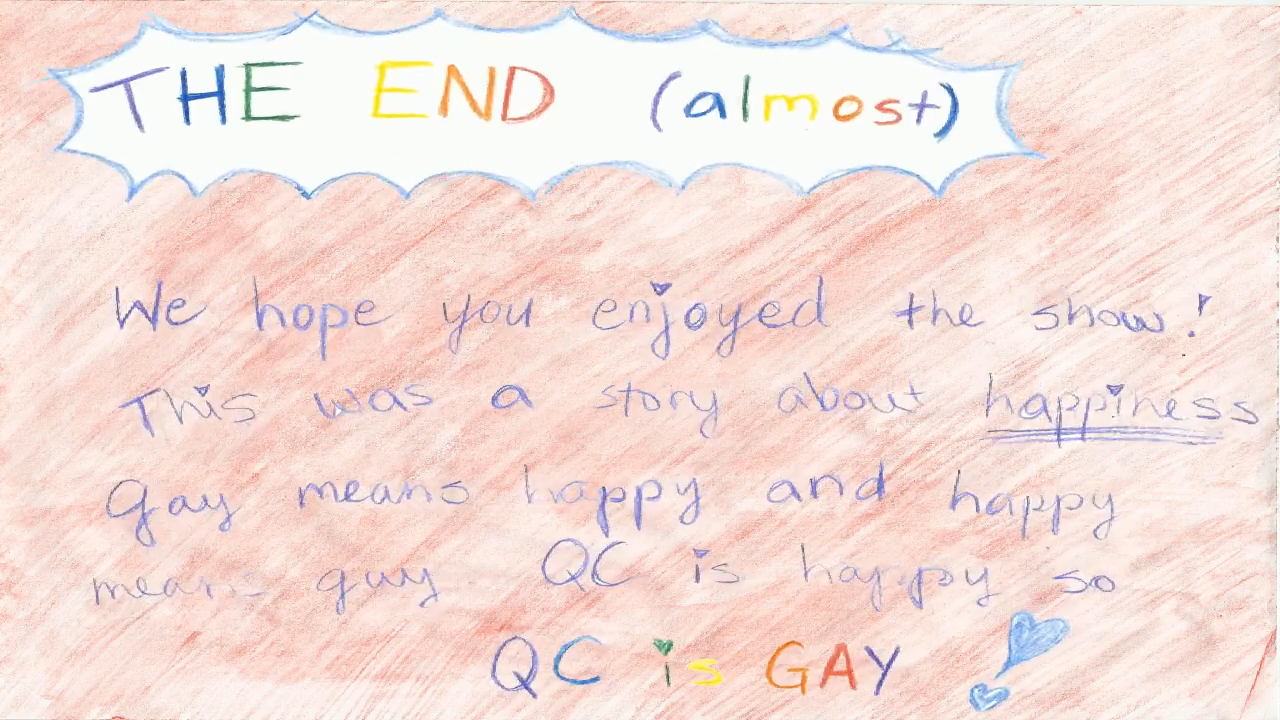 THE END (almost)
We hope you enjoyed the show!
This was a story about happiness
Gay means happy and happy
means guy QC is happy so
QC is GAY